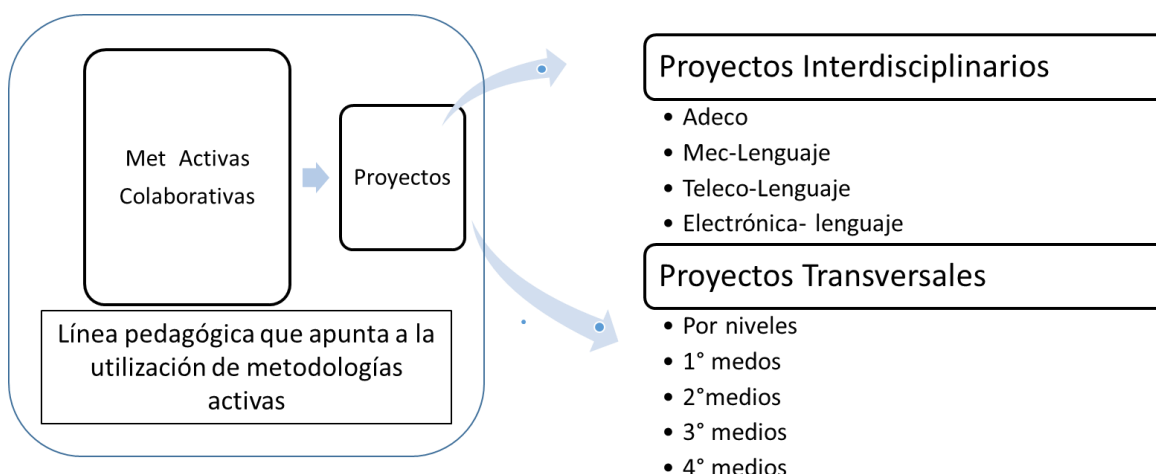 Met Activas
Colaborativas
Proyectos
Línea pedagógica que apunta a la
utilización de metodologías
activas
Proyectos Interdisciplinarios
• Adeco
• Mec-Lenguaje
• Teleco-Lenguaje
• Electrónica- lenguaje
Proyectos Transversales
• Por niveles
• 1° medos
• 2°medios
• 3° medios
• 4° medios